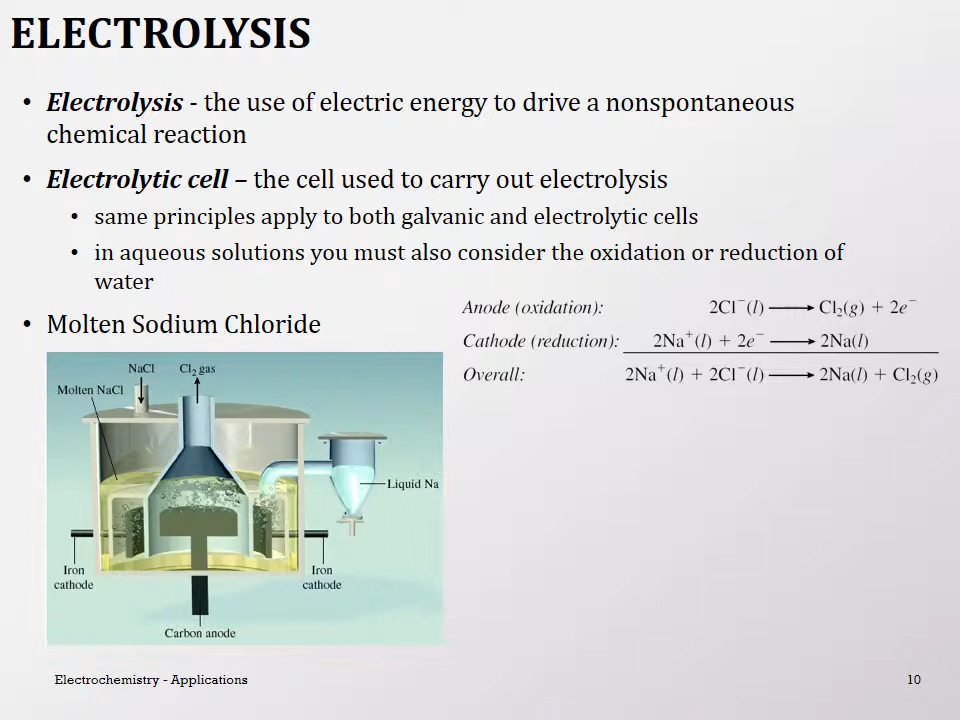 ELECTROLYSIS
• Electrolysis - the use of electric energy to drive a nonspontaneous
chemical reaction
• Electrolytic cell – the cell used to carry out electrolysis
• same principles apply to both galvanic and electrolytic cells
• in aqueous solutions you must also consider the oxidation or reduction of
water
• Molten Sodium Chloride
Anode (oxidation): 2Cl⁻(l) ⟶ Cl₂(g) + 2e⁻
Cathode (reduction): 2Na⁺(l) + 2e⁻ ⟶ 2Na(l)
Overall: 2Na⁺(l) + 2Cl⁻(l) ⟶ 2Na(l) + Cl₂(g)
NaCl
Cl₂ gas
Molten NaCl
Liquid Na
Iron
cathode
Iron
cathode
Carbon anode
Electrochemistry - Applications
10